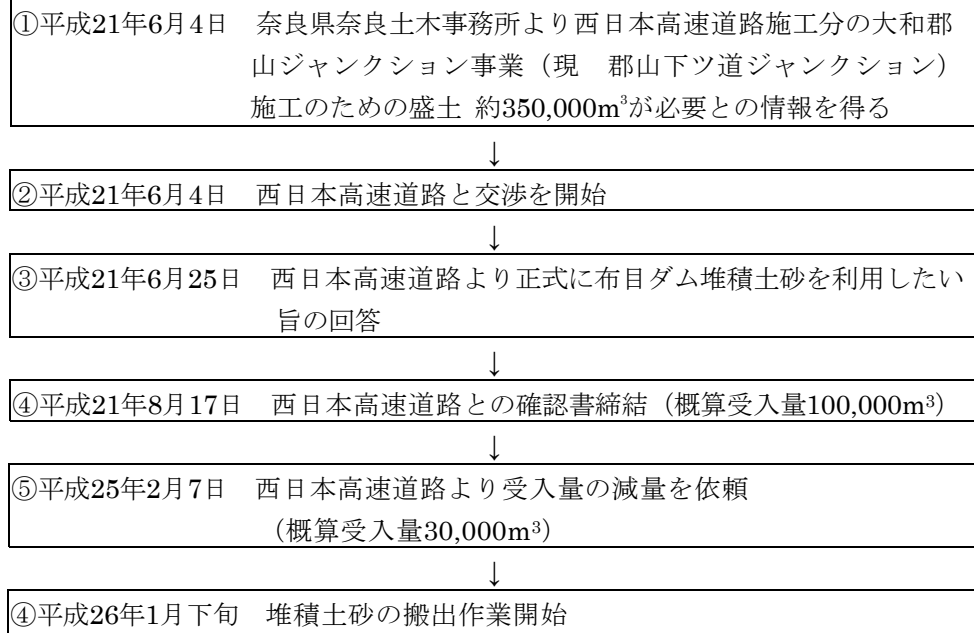 ①平成21年6月4日　奈良県奈良土木事務所より西日本高速道路施工分の大和郡
山ジャンクション事業（現　郡山下ツ道ジャンクション）
施工のための盛土 約350,000m³が必要との情報を得る
↓
②平成21年6月4日　西日本高速道路と交渉を開始
↓
③平成21年6月25日　西日本高速道路より正式に布目ダム堆積土砂を利用したい
旨の回答
↓
④平成21年8月17日　西日本高速道路との確認書締結（概算受入量100,000m³）
↓
⑤平成25年2月7日　西日本高速道路より受入量の減量を依頼
（概算受入量30,000m³）
↓
④平成26年1月下旬　堆積土砂の搬出作業開始